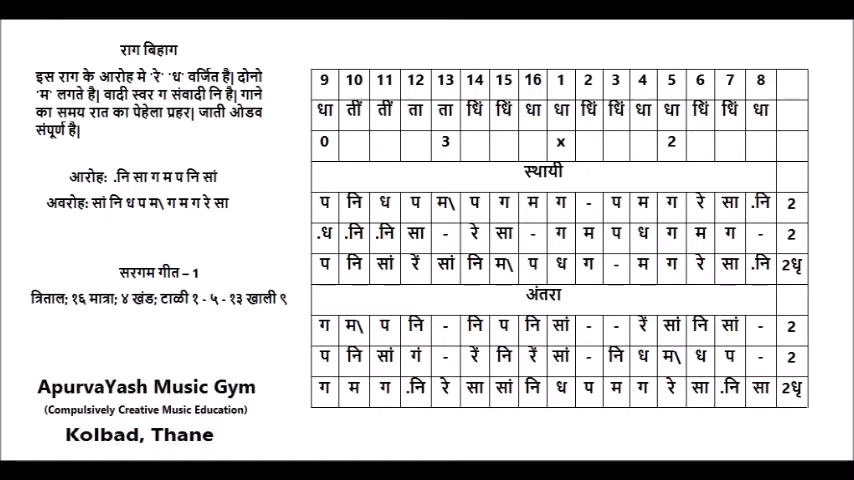 राग बिहाग
इस राग के आरोह मे 'रे' 'ध' वर्जित है| दोनो
'म' लगते है| वादी स्वर ग संवादी नि है| गाने
का समय रात का पेहेला प्रहर| जाती ओडव
संपूर्ण है|
आरोह: .नि सा ग म प नि सां
अवरोह: सां नि ध प म\ ग म ग रे सा
सरगम गीत – 1
त्रिताल; १६ मात्रा; ४ खंड; टाळी १ - ५ - १३ खाली ९
ApurvaYash Music Gym
(Compulsively Creative Music Education)
Kolbad, Thane
9 10 11 12 13 14 15 16 1 2 3 4 5 6 7 8
धा तीं तीं ता ता धिं धिं धा धा धिं धिं धा धा धिं धिं धा
0 3 x 2
स्थायी
प नि ध प म\ प ग म ग - प म ग रे सा .नि 2
.ध .नि .नि सा - रे सा - ग म प ध ग म ग - 2
प नि सां रें सां नि म\ प ध ग - म ग रे सा .नि 2धृ
अंतरा
ग म\ प नि - नि प नि सां - - रें सां नि सां - 2
प नि सां गं - रें नि रें सां - नि ध म\ ध प - 2
ग म ग .नि रे सा सां नि ध प म ग रे सा .नि सा 2धृ